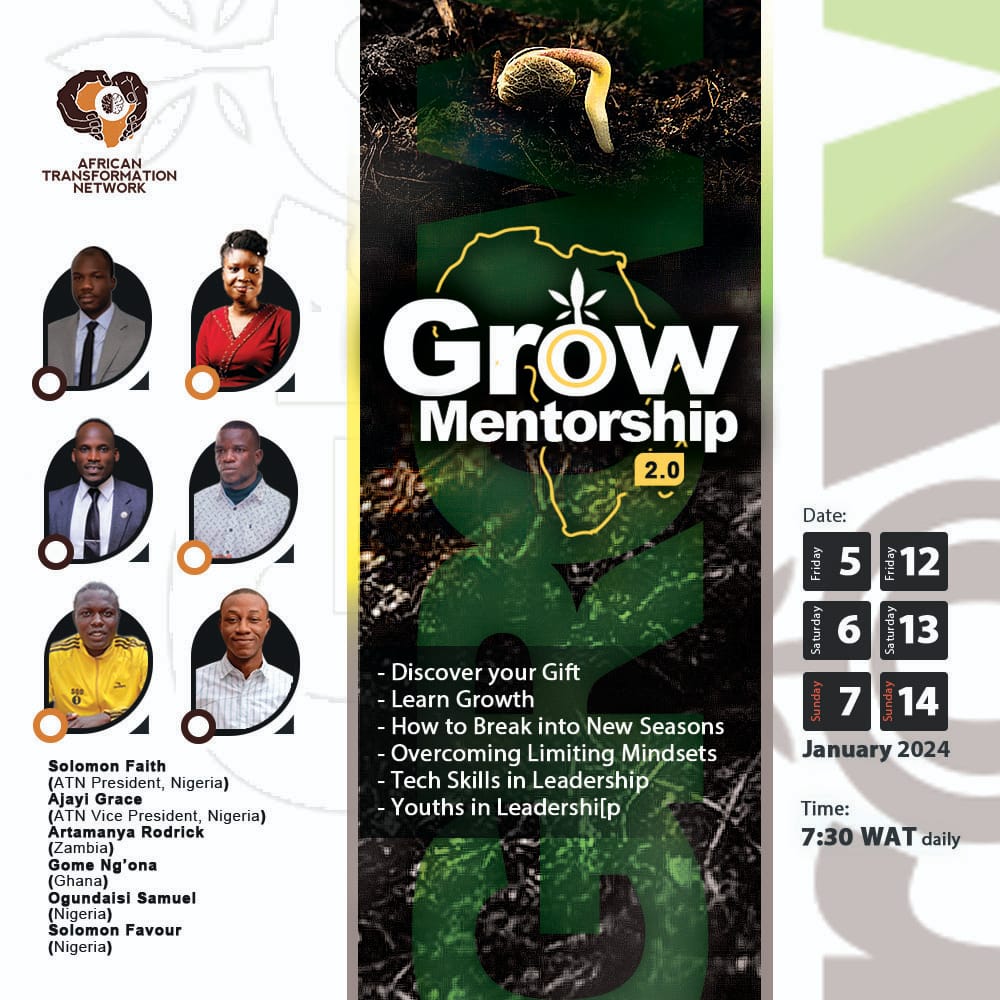 AFRICAN
TRANSFORMATION
NETWORK
Solomon Faith
(ATN President, Nigeria)
Ajayi Grace
(ATN Vice President, Nigeria)
Artamanya Rodrick
(Zambia)
Gome Ng'ona
(Ghana)
Ogundaisi Samuel
(Nigeria)
Solomon Favour
(Nigeria)
GROW
Grow
Mentorship
2.0
- Discover your Gift
- Learn Growth
- How to Break into New Seasons
- Overcoming Limiting Mindsets
- Tech Skills in Leadership
- Youths in Leadershi[p
Date:
Friday 5 Friday 12
Saturday 6 Saturday 13
Sunday 7 Sunday 14
January 2024
Time:
7:30 WAT daily